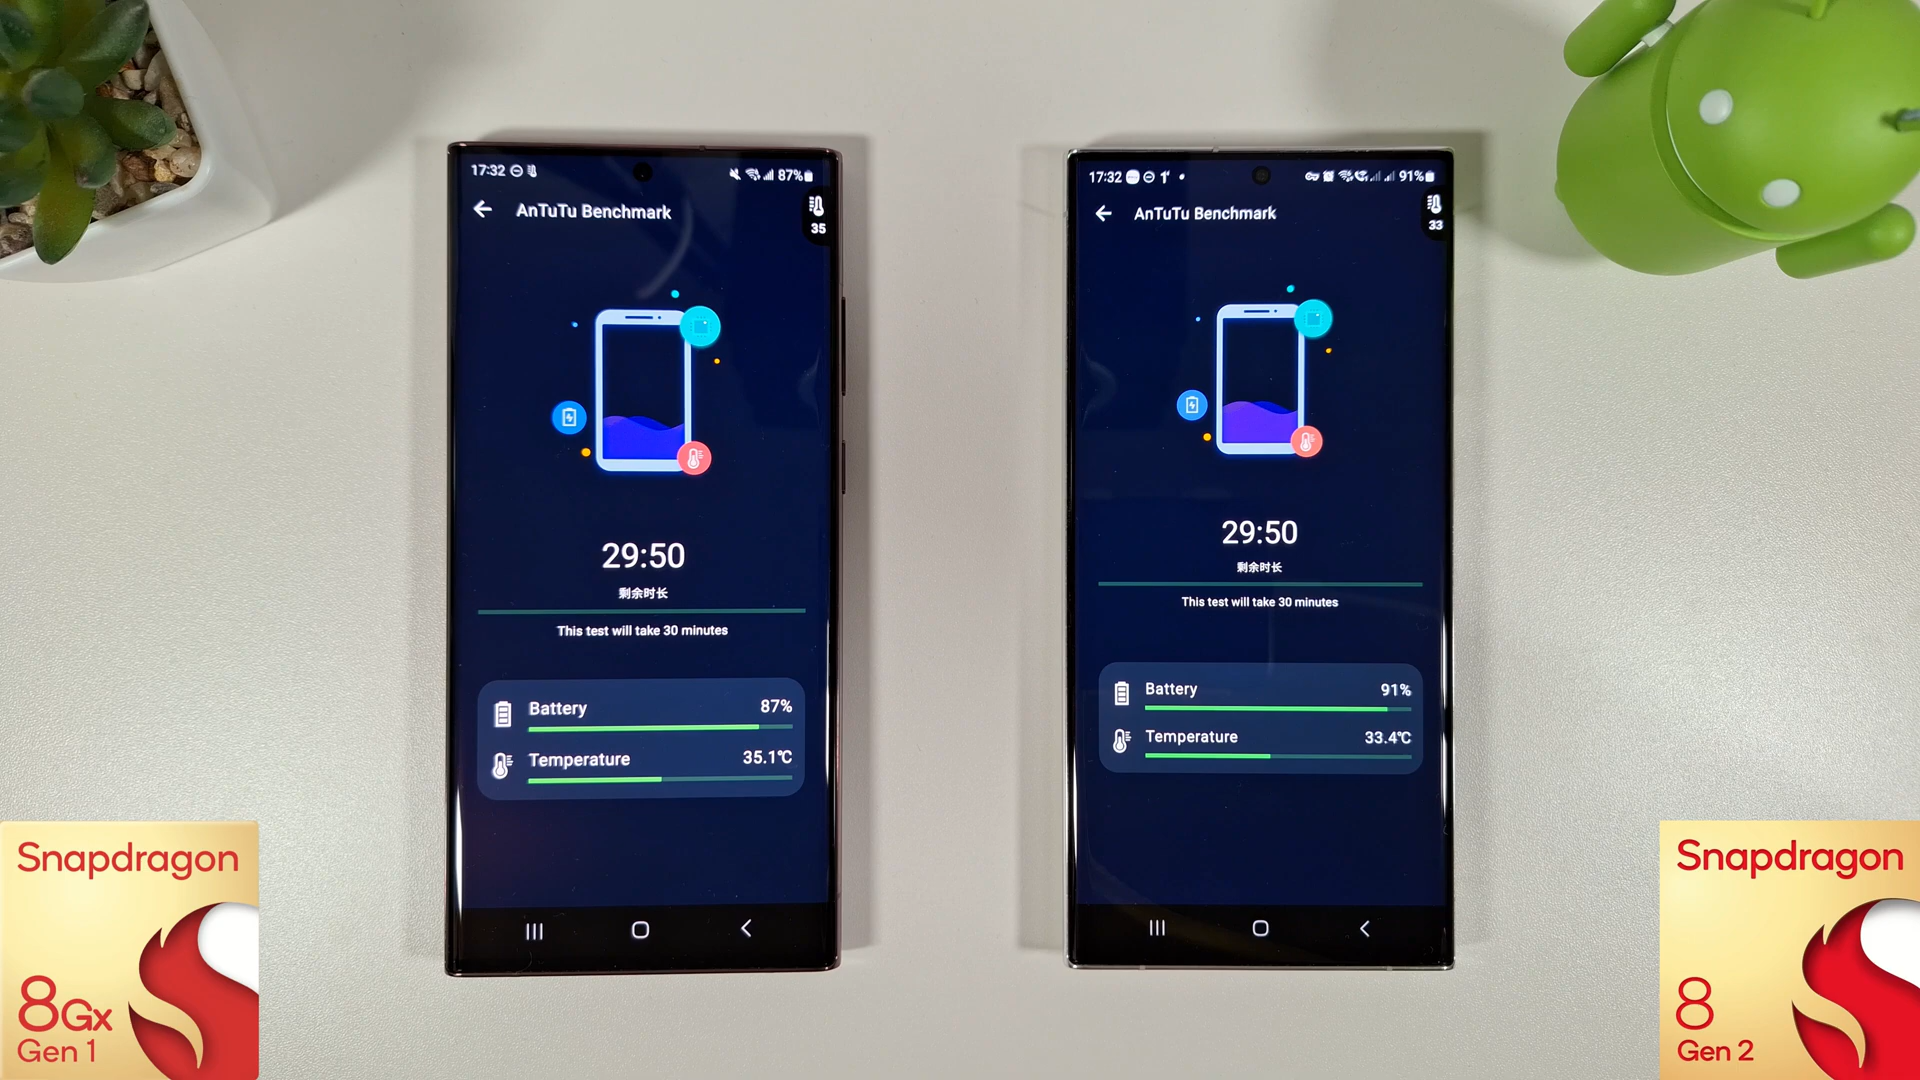 17:32
87%
AnTuTu Benchmark
35
29:50
剩余时长
This test will take 30 minutes
Battery 87%
Temperature 35.1℃
17:32
91%
AnTuTu Benchmark
33
29:50
剩余时长
This test will take 30 minutes
Battery 91%
Temperature 33.4℃
Snapdragon
8Gx
Gen 1
Snapdragon
8
Gen 2